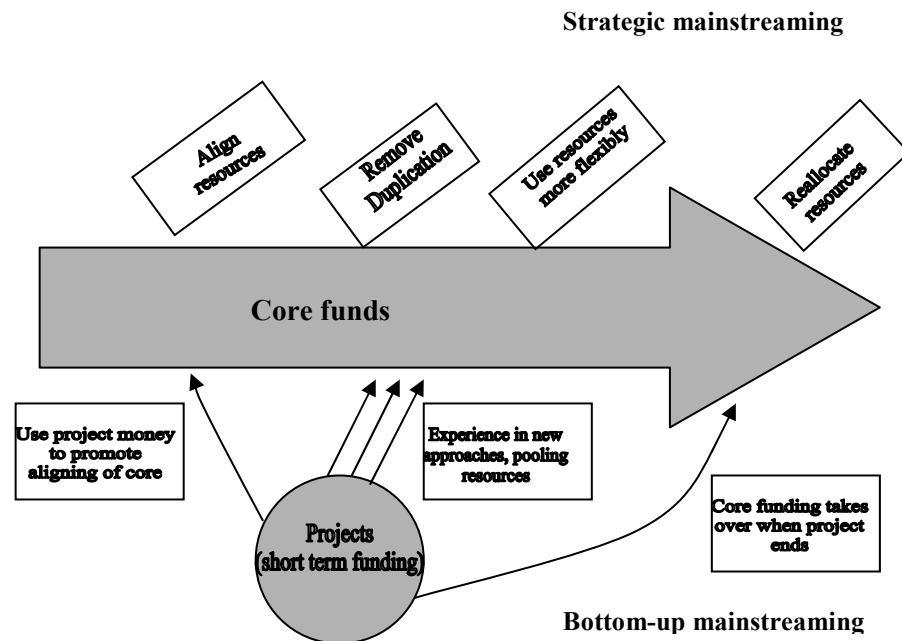 Strategic mainstreaming
Align
resources
Remove
Duplication
Use resources
more flexibly
Reallocate
resources
Core funds
Use project money
to promote
aligning of core
Experience in new
approaches, pooling
resources
Projects
(short term funding)
Core funding takes
over when project
ends
Bottom-up mainstreaming